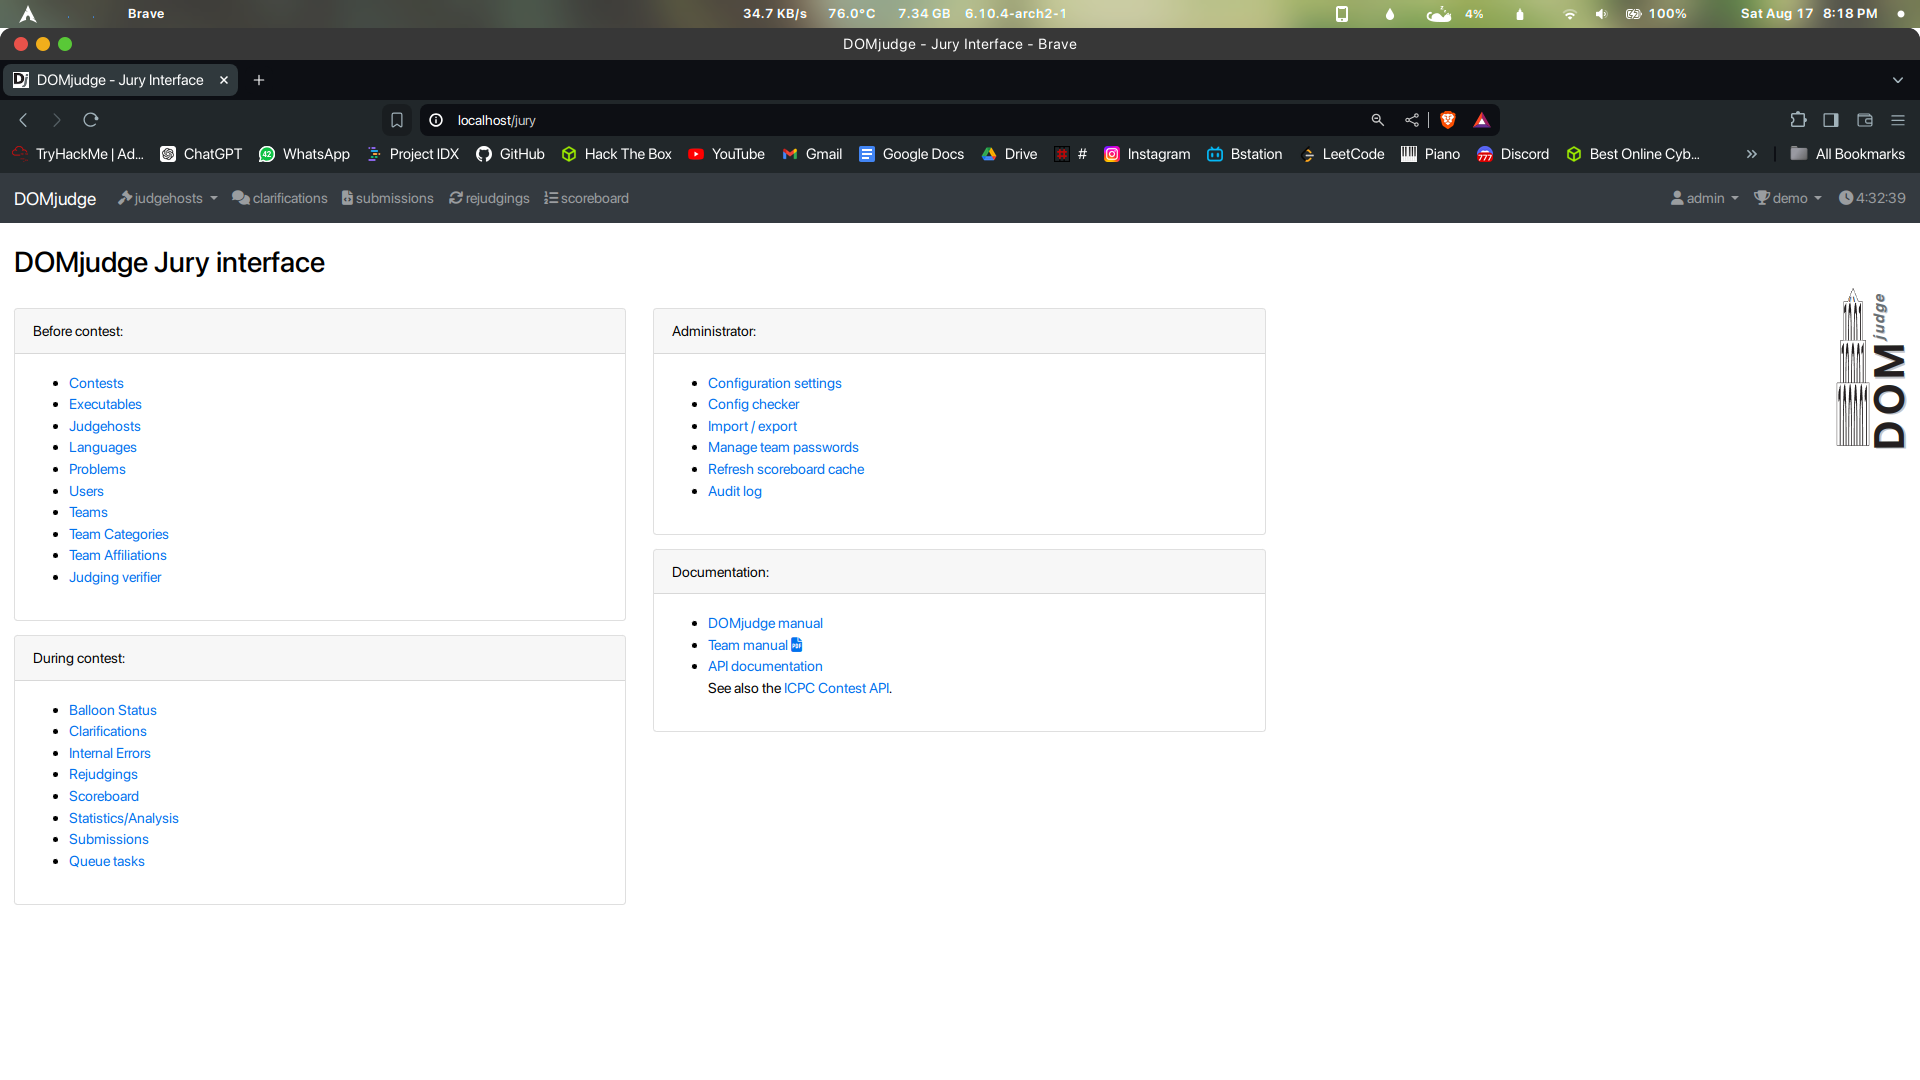 Brave 34.7 KB/s 76.0°C 7.34 GB 6.10.4-arch2-1 4% 100% Sat Aug 17 8:18 PM
DOMjudge - Jury Interface - Brave
Dj DOMjudge - Jury Interface
localhost/jury
TryHackMe | Ad... ChatGPT 42 WhatsApp Project IDX GitHub Hack The Box YouTube Gmail Google Docs Drive # Instagram Bstation LeetCode Piano 777 Discord Best Online Cyb... » All Bookmarks
DOMjudge judgehosts clarifications submissions rejudgings scoreboard admin demo 4:32:39
DOMjudge Jury interface
Before contest:
Contests
Executables
Judgehosts
Languages
Problems
Users
Teams
Team Categories
Team Affiliations
Judging verifier
During contest:
Balloon Status
Clarifications
Internal Errors
Rejudgings
Scoreboard
Statistics/Analysis
Submissions
Queue tasks
Administrator:
Configuration settings
Config checker
Import / export
Manage team passwords
Refresh scoreboard cache
Audit log
Documentation:
DOMjudge manual
Team manual PDF
API documentation
See also the ICPC Contest API.
DOMjudge